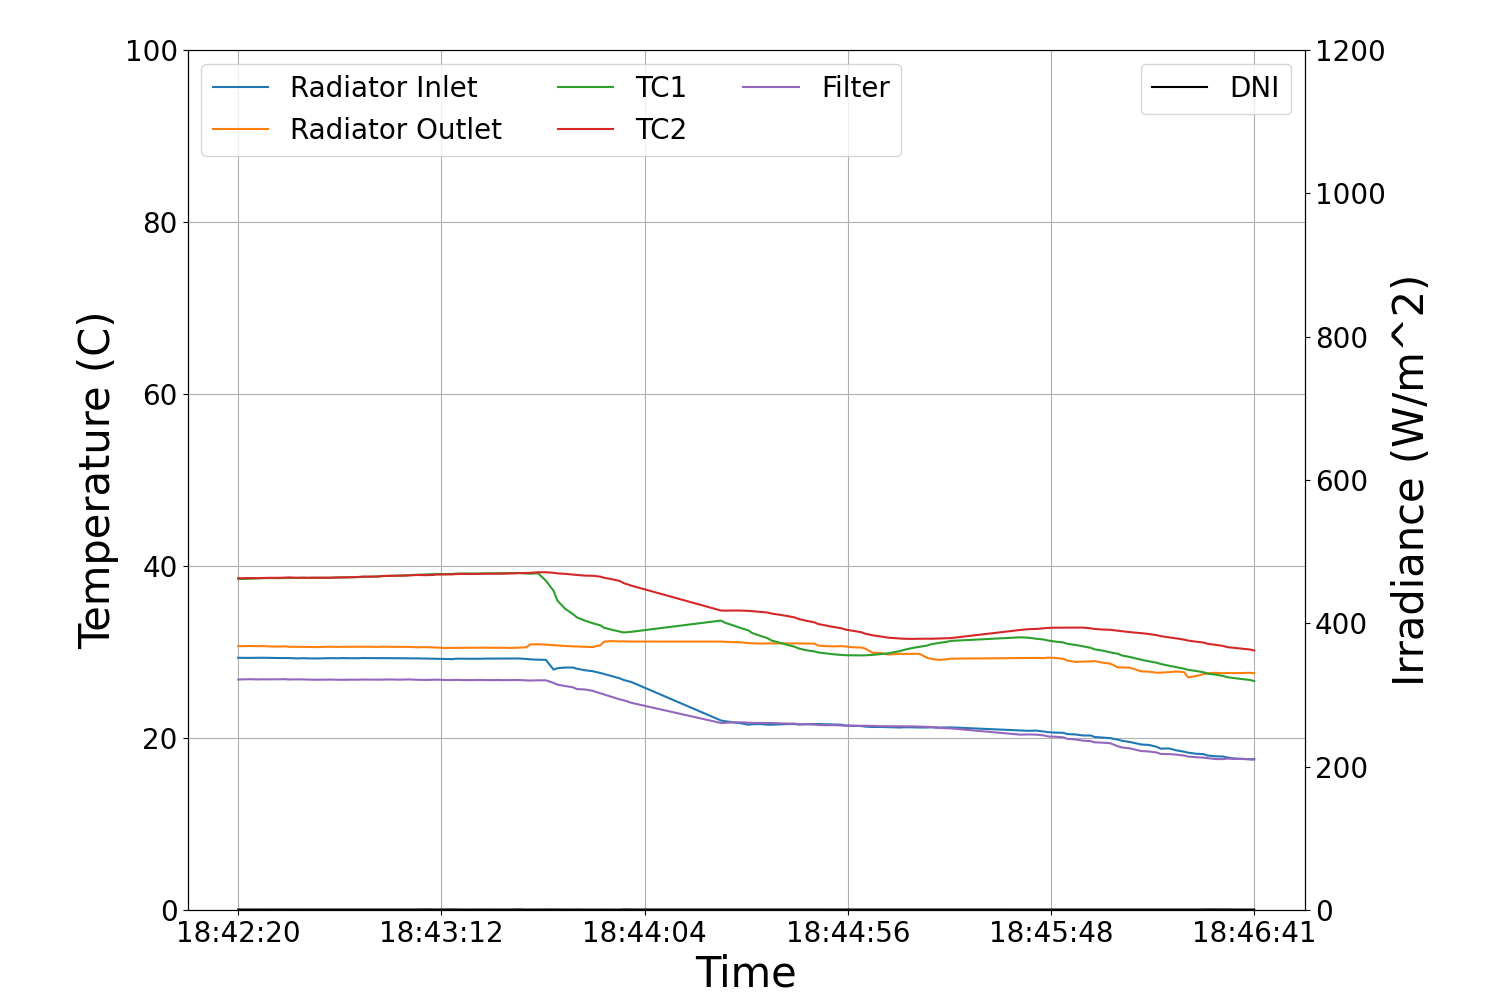 100
80
60
40
20
0
Temperature (C)
Radiator Inlet
Radiator Outlet
TC1
TC2
Filter
DNI
1200
1000
800
600
400
200
0
Irradiance (W/m^2)
18:42:20 18:43:12 18:44:04 18:44:56 18:45:48 18:46:41
Time